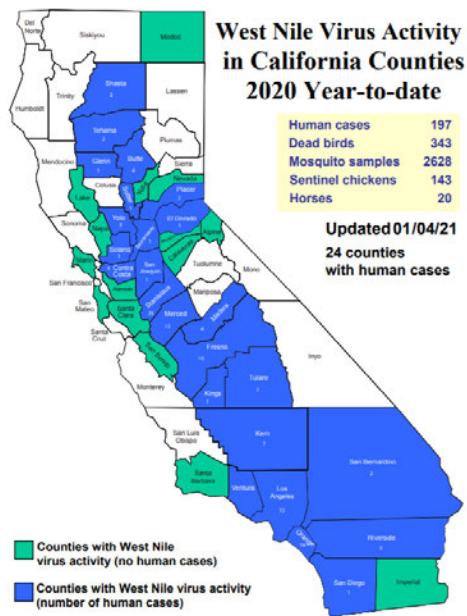 West Nile Virus Activity
in California Counties
2020 Year-to-date
Human cases 197
Dead birds 343
Mosquito samples 2628
Sentinel chickens 143
Horses 20
Updated 01/04/21
24 counties
with human cases
Del
Norte
Siskiyou
Modoc
Shasta
Trinity
Humboldt
Lassen
Tehama
Plumas
Mendocino
Glenn
Butte
Sierra
Colusa
Nevada
Placer
Lake
El Dorado
Yolo
Sonoma
Napa
Alpine
Solano
Calaveras
Marin
Contra
Costa
San
Joaquin
Tuolumne
Mono
San Francisco
Alameda
Stanislaus
Mariposa
San
Mateo
Santa
Clara
Merced
Madera
Santa
Cruz
San Benito
Fresno
Inyo
Monterey
Tulare
Kings
San Luis
Obispo
Kern
San Bernardino
Santa
Barbara
Ventura
Los
Angeles
Orange
Riverside
San Diego
Imperial
Counties with West Nile
virus activity (no human cases)
Counties with West Nile virus activity
(number of human cases)